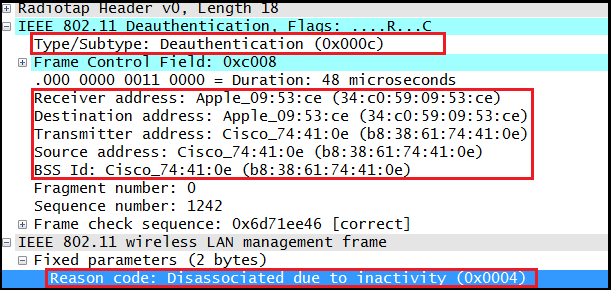 Radiotap Header v0, Length 18
IEEE 802.11 Deauthentication, Flags: ....R...C
Type/Subtype: Deauthentication (0x000c)
Frame Control Field: 0xc008
.000 0000 0011 0000 = Duration: 48 microseconds
Receiver address: Apple_09:53:ce (34:c0:59:09:53:ce)
Destination address: Apple_09:53:ce (34:c0:59:09:53:ce)
Transmitter address: Cisco_74:41:0e (b8:38:61:74:41:0e)
Source address: Cisco_74:41:0e (b8:38:61:74:41:0e)
BSS Id: Cisco_74:41:0e (b8:38:61:74:41:0e)
Fragment number: 0
Sequence number: 1242
Frame check sequence: 0x6d71ee46 [correct]
IEEE 802.11 wireless LAN management frame
Fixed parameters (2 bytes)
Reason code: Disassociated due to inactivity (0x0004)